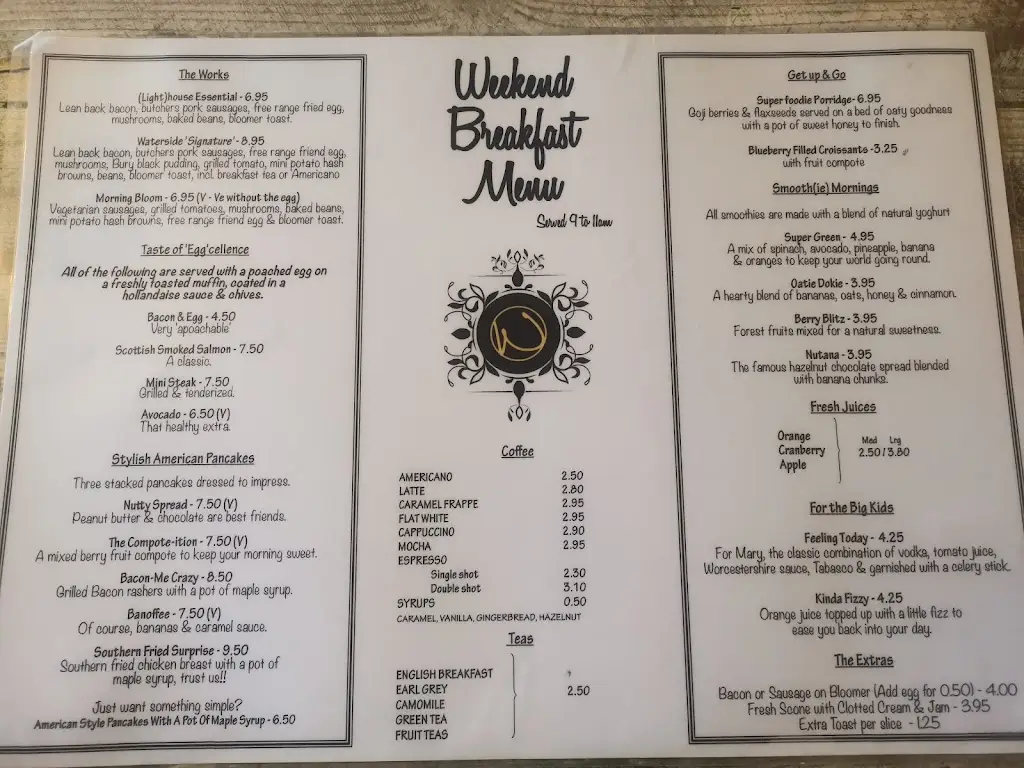 The Works
(Light)house Essential - 6.95
Lean back bacon, butchers pork sausages, free range fried egg,
mushrooms, baked beans, bloomer toast.
Waterside 'Signature' - 8.95
Lean back bacon, butchers pork sausages, free range friend egg,
mushrooms, Bury black pudding, grilled tomato, mini potato hash
browns, beans, bloomer toast, incl. breakfast tea or Americano
Morning Bloom - 6.95 (V - Ve without the egg)
Vegetarian sausages, grilled tomatoes, mushrooms, baked beans,
mini potato hash browns, free range friend egg & bloomer toast.
Taste of 'Egg'cellence
All of the following are served with a poached egg on
a freshly toasted muffin, coated in a
hollandaise sauce & chives.
Bacon & Egg - 4.50
Very 'apoachable'
Scottish Smoked Salmon - 7.50
A classic.
Mini Steak - 7.50
Grilled & tenderized.
Avocado - 6.50 (V)
That healthy extra.
Stylish American Pancakes
Three stacked pancakes dressed to impress.
Nutty Spread - 7.50 (V)
Peanut butter & chocolate are best friends.
The Compote-ition - 7.50 (V)
A mixed berry fruit compote to keep your morning sweet.
Bacon-Me Crazy - 8.50
Grilled Bacon rashers with a pot of maple syrup.
Banoffee - 7.50 (V)
Of course, bananas & caramel sauce.
Southern Fried Surprise - 9.50
Southern fried chicken breast with a pot of
maple syrup, trust us!!
Just want something simple?
American Style Pancakes With A Pot Of Maple Syrup - 6.50
Weekend
Breakfast
Menu
Served 9 to 11am
W
Coffee
AMERICANO 2.50
LATTE 2.80
CARAMEL FRAPPE 2.95
FLAT WHITE 2.95
CAPPUCCINO 2.90
MOCHA 2.95
ESPRESSO
Single shot 2.30
Double shot 3.10
SYRUPS 0.50
CARAMEL, VANILLA, GINGERBREAD, HAZELNUT
Teas
ENGLISH BREAKFAST
EARL GREY 2.50
CAMOMILE
GREEN TEA
FRUIT TEAS
Get up & Go
Super foodie Porridge- 6.95
Goji berries & flaxseeds served on a bed of oaty goodness
with a pot of sweet honey to finish.
Blueberry Filled Croissants -3.25
with fruit compote
Smooth(ie) Mornings
All smoothies are made with a blend of natural yoghurt
Super Green - 4.95
A mix of spinach, avocado, pineapple, banana
& oranges to keep your world going round.
Oatie Dokie - 3.95
A hearty blend of bananas, oats, honey & cinnamon.
Berry Blitz - 3.95
Forest fruits mixed for a natural sweetness.
Nutana - 3.95
The famous hazelnut chocolate spread blended
with banana chunks.
Fresh Juices
Med Lrg
Orange
Cranberry 2.50 / 3.80
Apple
For the Big Kids
Feeling Today - 4.25
For Mary, the classic combination of vodka, tomato juice,
Worcestershire sauce, Tabasco & garnished with a celery stick.
Kinda Fizzy - 4.25
Orange juice topped up with a little fizz to
ease you back into your day.
The Extras
Bacon or Sausage on Bloomer (Add egg for 0.50) - 4.00
Fresh Scone with Clotted Cream & Jam - 3.95
Extra Toast per slice - 1.25